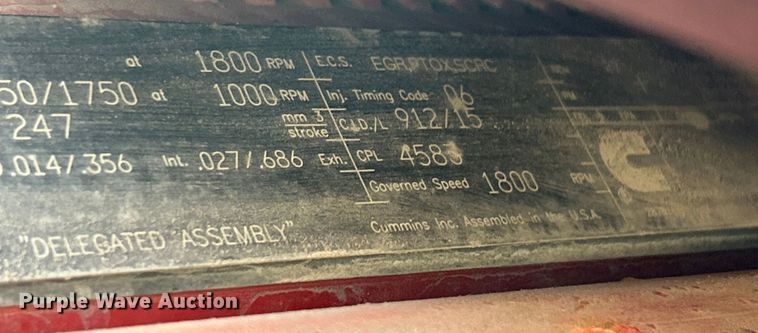 at 1800 RPM E.C.S. EGR,PTOX,SCRC
50/1750 at 1000 RPM Inj. Timing Code 06
247 mm 3 stroke C.I.D./L 912/15
.014/.356 Int. .027/.686 Exh. CPL 4583
Governed Speed 1800 RPM
"DELEGATED ASSEMBLY" Cummins Inc. Assembled in the U.S.A.
Purple Wave Auction